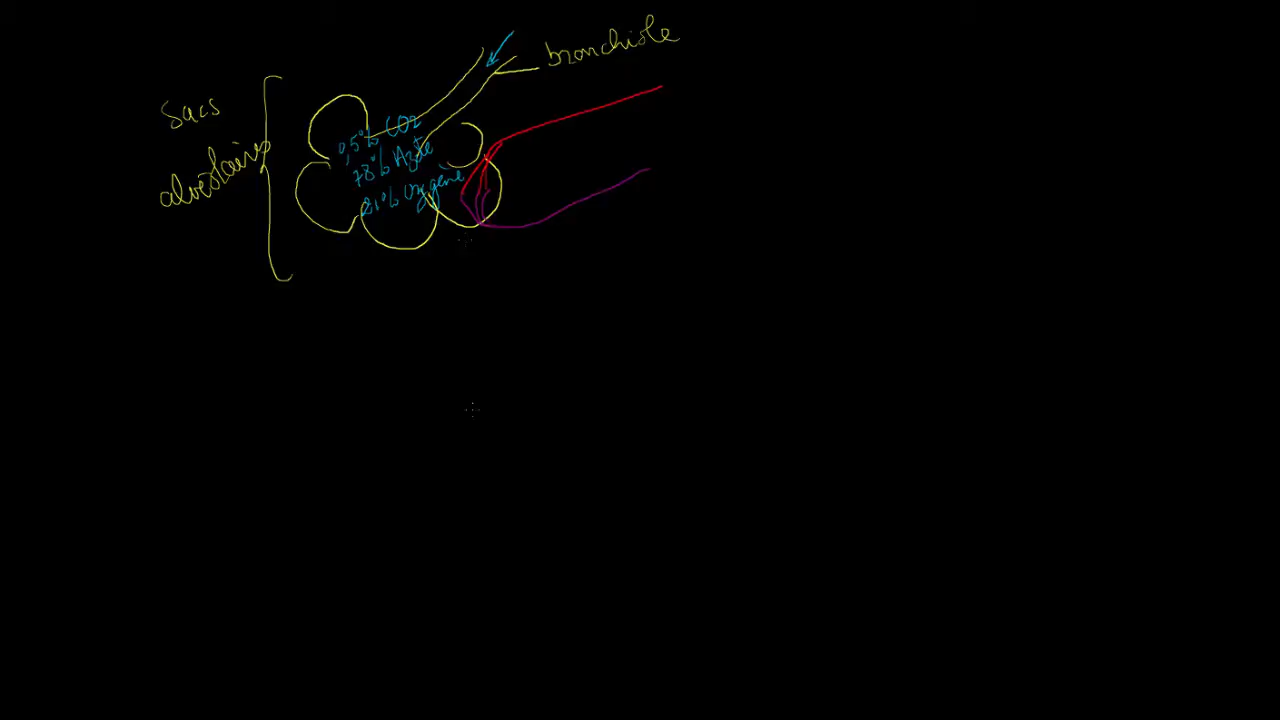 bronchiole
Sacs
alvéolaires
0,5% CO2
78% Azote
21% Oxygène